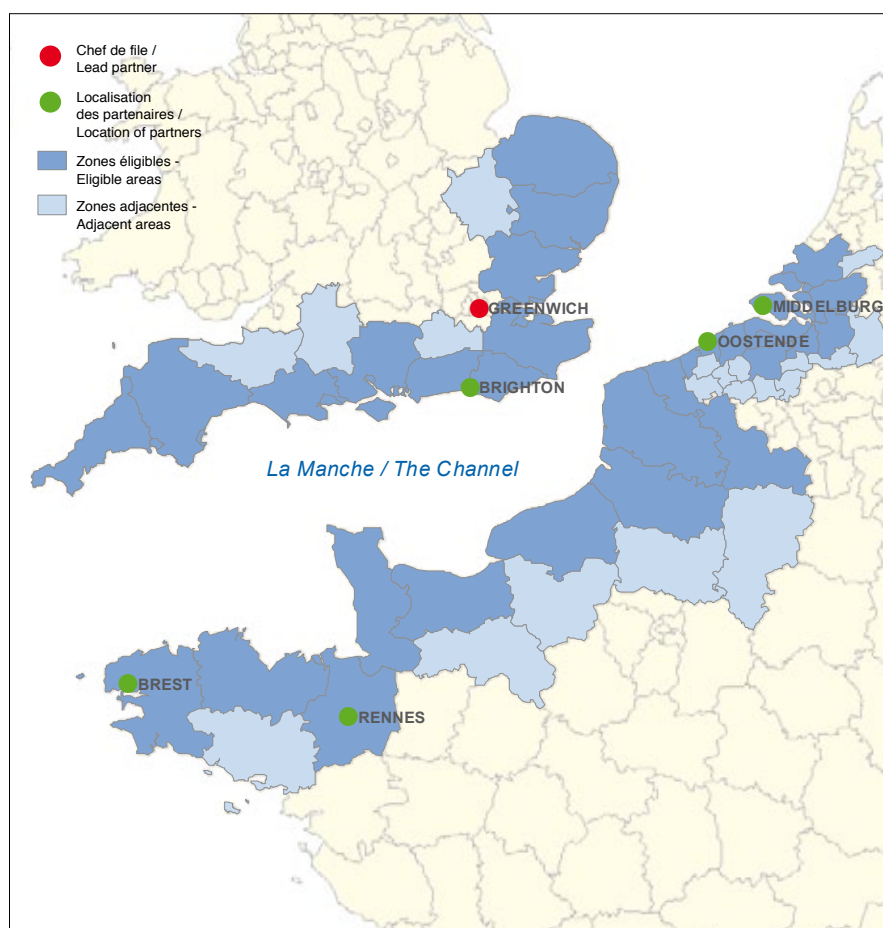 Chef de file /
Lead partner
Localisation
des partenaires /
Location of partners
Zones éligibles -
Eligible areas
Zones adjacentes -
Adjacent areas
GREENWICH
MIDDELBURG
OOSTENDE
BRIGHTON
La Manche / The Channel
BREST
RENNES